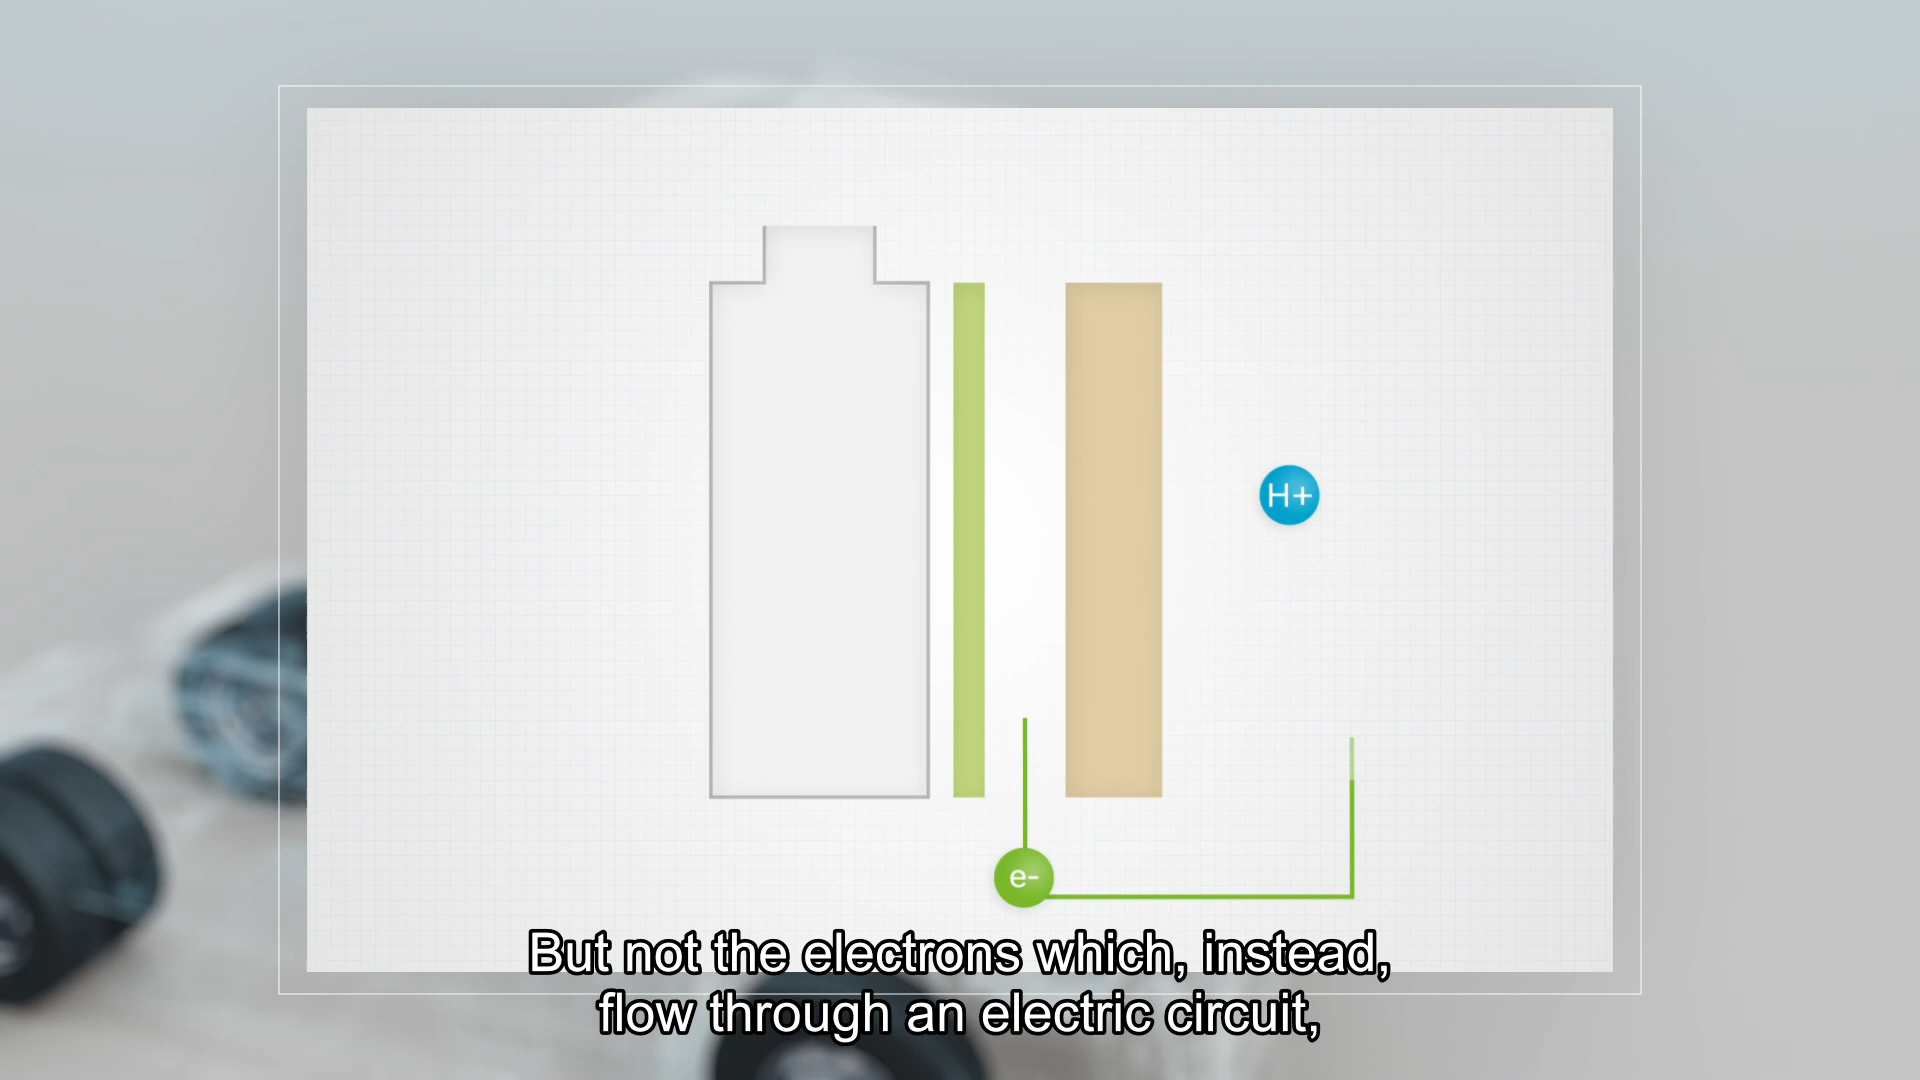 H+
e-
But not the electrons which, instead,
flow through an electric circuit,